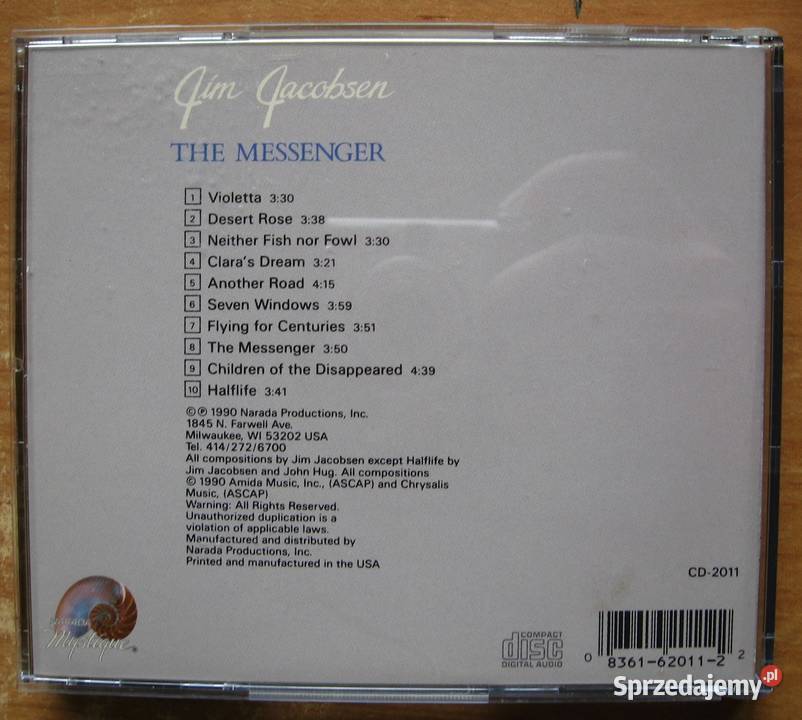 Jim Jacobsen
THE MESSENGER
1 Violetta 3:30
2 Desert Rose 3:38
3 Neither Fish nor Fowl 3:30
4 Clara's Dream 3:21
5 Another Road 4:15
6 Seven Windows 3:59
7 Flying for Centuries 3:51
8 The Messenger 3:50
9 Children of the Disappeared 4:39
10 Halflife 3:41
©℗ 1990 Narada Productions, Inc.
1845 N. Farwell Ave.
Milwaukee, WI 53202 USA
Tel. 414/272/6700
All compositions by Jim Jacobsen except Halflife by
Jim Jacobsen and John Hug. All compositions
© 1990 Amida Music, Inc., (ASCAP) and Chrysalis
Music, (ASCAP)
Warning: All Rights Reserved.
Unauthorized duplication is a
violation of applicable laws.
Manufactured and distributed by
Narada Productions, Inc.
Printed and manufactured in the USA
CD-2011
NARADA
Mystique®
COMPACT
disc
DIGITAL AUDIO
0 8361-62011-2 2
Sprzedajemy.pl